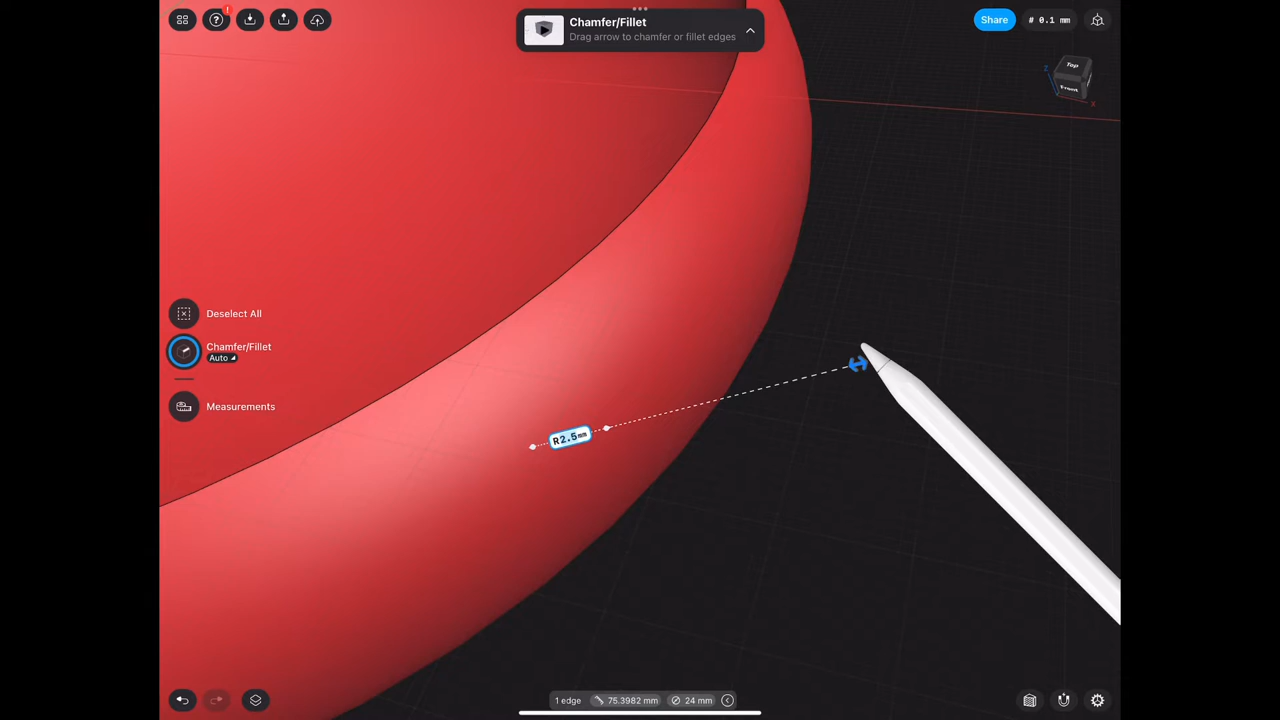 Chamfer/Fillet
Drag arrow to chamfer or fillet edges
Share
# 0.1 mm
?
!
Top
Front
Z
X
Deselect All
Chamfer/Fillet
Auto
Measurements
R2.5mm
1 edge
75.3982 mm
24 mm